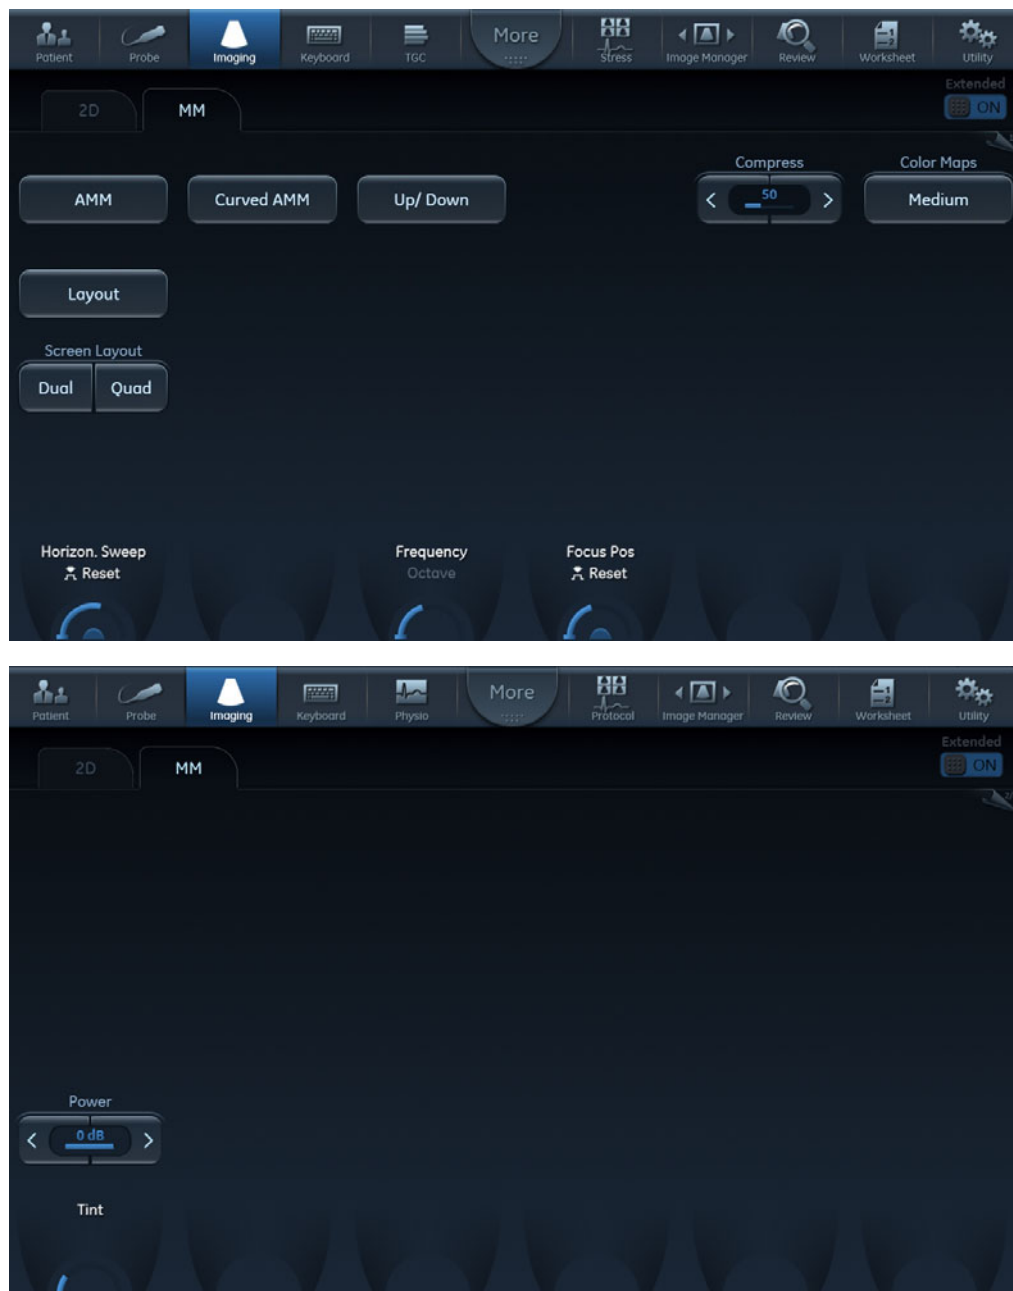 Patient Probe Imaging Keyboard TGC More Stress Image Manager Review Worksheet Utility
Extended
2D MM ON
Compress Color Maps
AMM Curved AMM Up/ Down 50 Medium
Layout
Screen Layout
Dual Quad
Horizon. Sweep Frequency Focus Pos
Reset Octave Reset
Patient Probe Imaging Keyboard Physio More Protocol Image Manager Review Worksheet Utility
Extended
2D MM ON
Power
0 dB
Tint